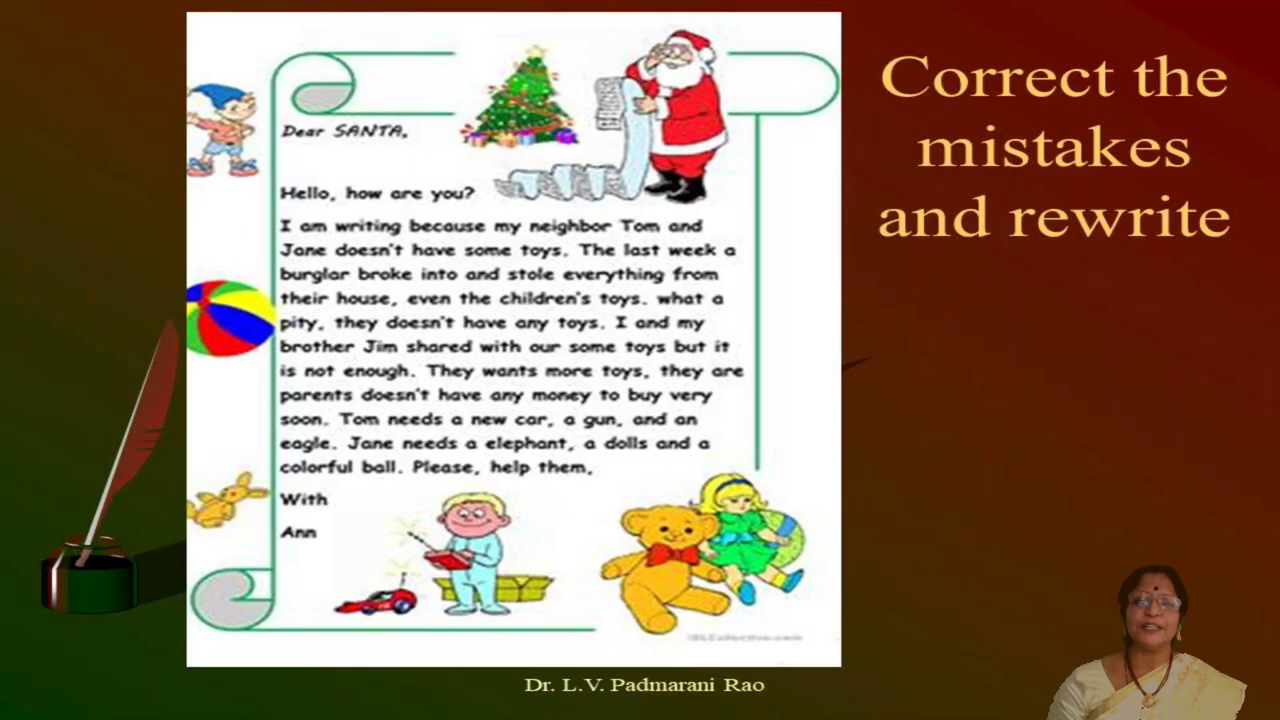 Correct the
mistakes
and rewrite
Dear SANTA,
Hello, how are you?
I am writing because my neighbor Tom and
Jane doesn't have some toys. The last week a
burglar broke into and stole everything from
their house, even the children's toys. what a
pity, they doesn't have any toys. I and my
brother Jim shared with our some toys but it
is not enough. They wants more toys, they are
parents doesn't have any money to buy very
soon. Tom needs a new car, a gun, and an
eagle. Jane needs a elephant, a dolls and a
colorful ball. Please, help them,
With
Ann
iSLCollective.com
Dr. L.V. Padmarani Rao